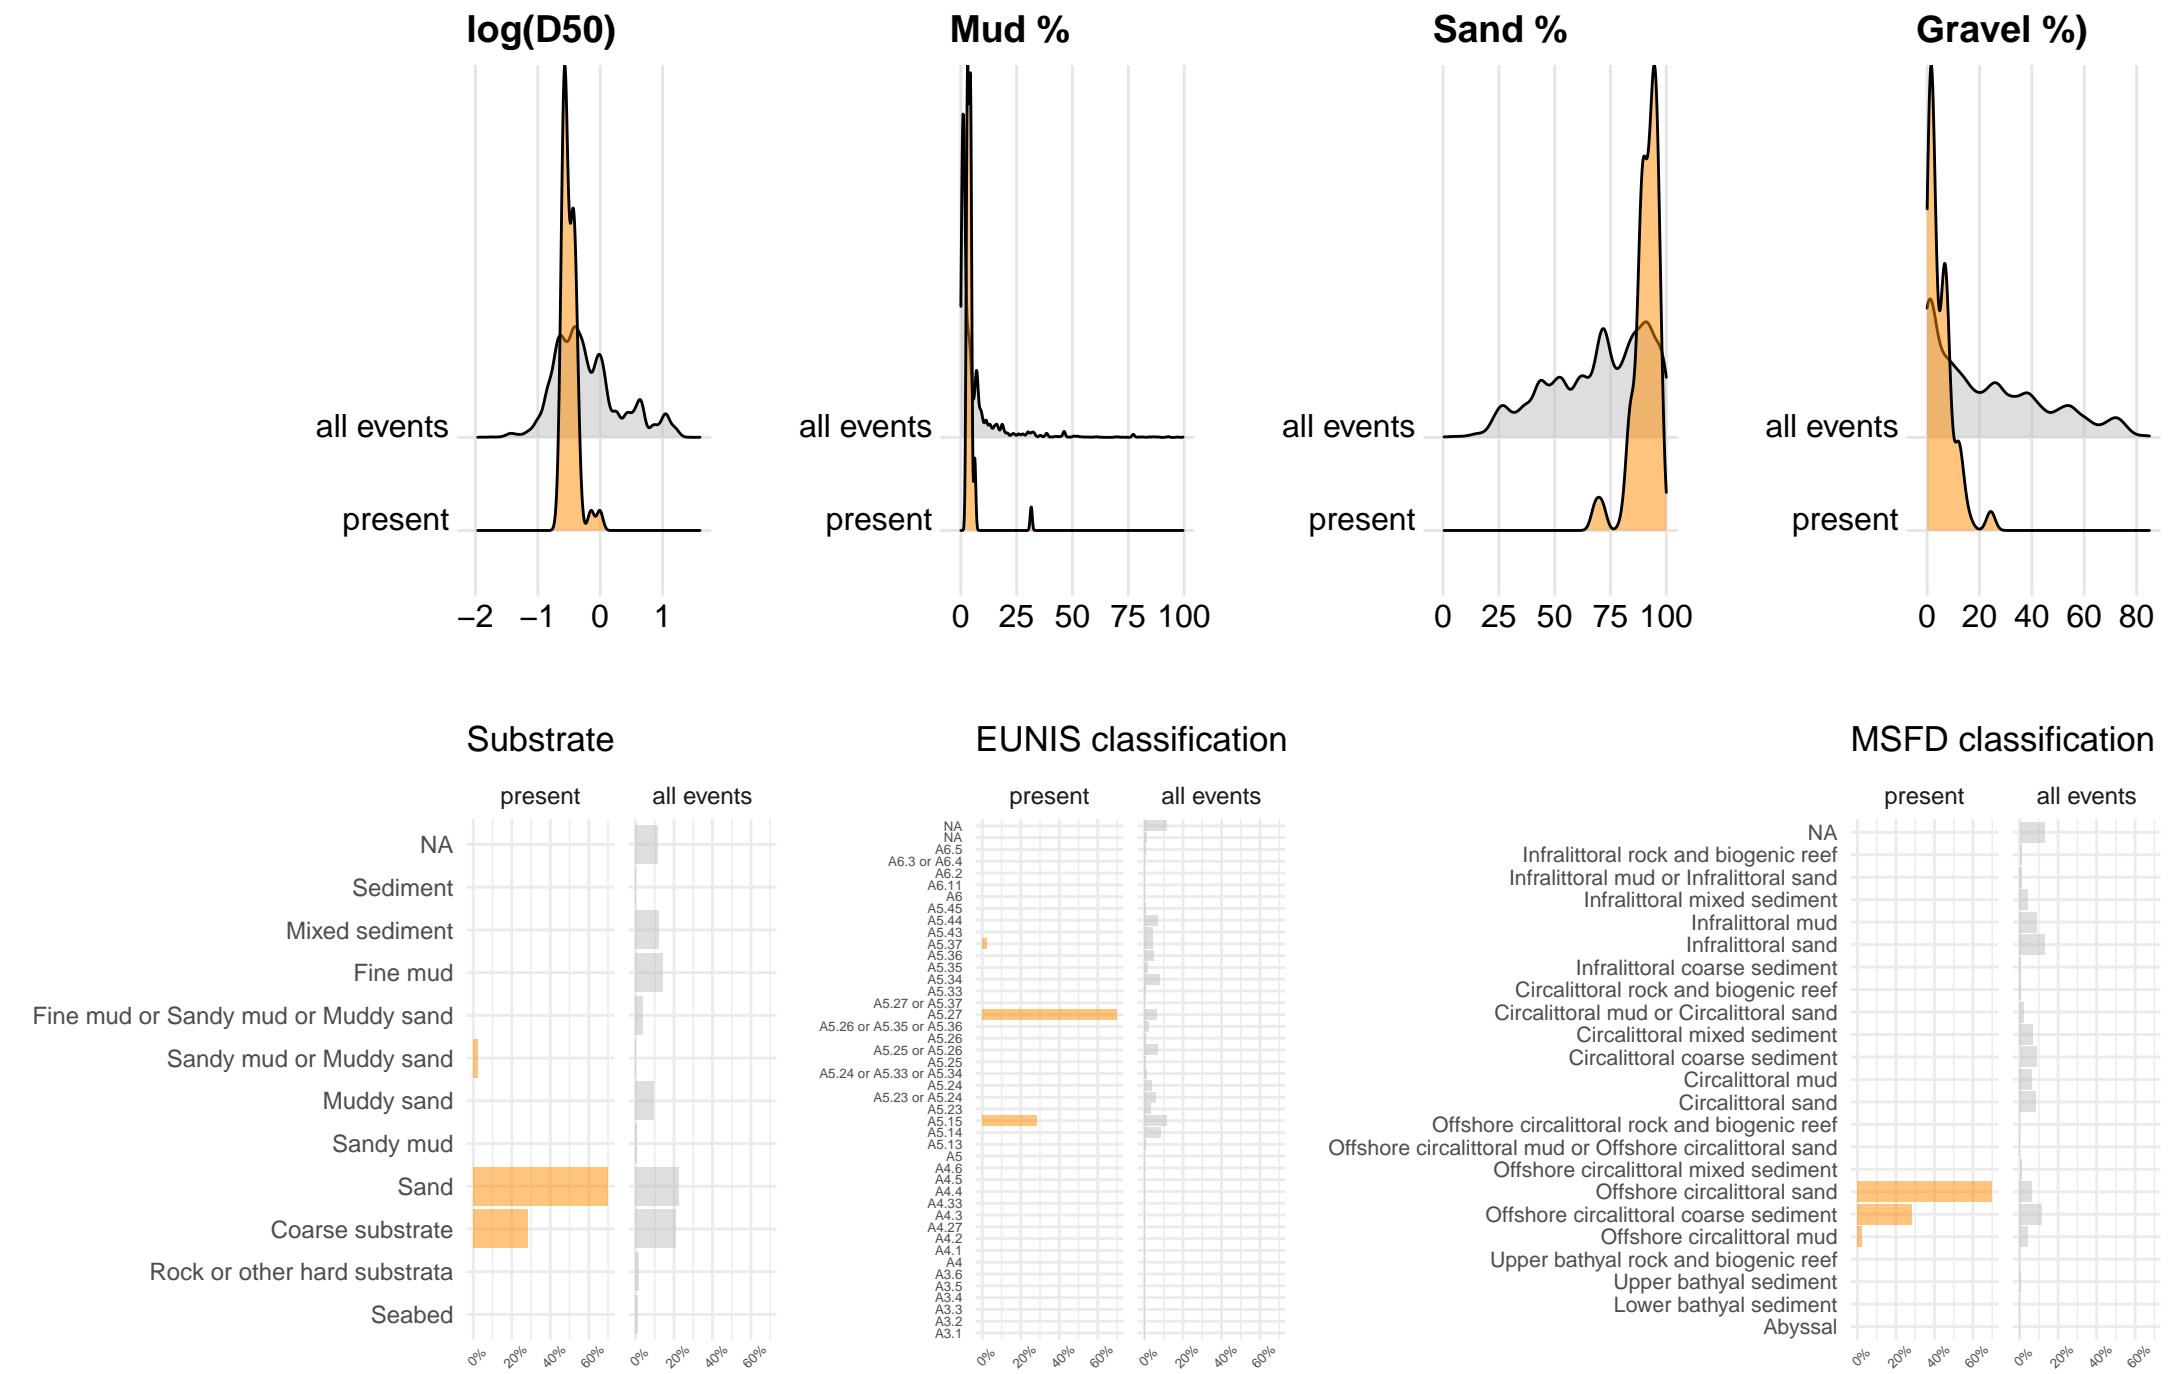 log(D50)
Mud %
Sand %
Gravel %)
all events
present
−2 −1 0 1
all events
present
0 25 50 75 100
all events
present
0 25 50 75 100
all events
present
0 20 40 60 80
Substrate
present all events
NA
Sediment
Mixed sediment
Fine mud
Fine mud or Sandy mud or Muddy sand
Sandy mud or Muddy sand
Muddy sand
Sandy mud
Sand
Coarse substrate
Rock or other hard substrata
Seabed
0% 20% 40% 60% 0% 20% 40% 60%
EUNIS classification
present all events
NA
NA
A6.5
A6.3 or A6.4
A6.2
A6.11
A6
A5.45
A5.44
A5.43
A5.37
A5.36
A5.35
A5.34
A5.33
A5.27 or A5.37
A5.27
A5.26 or A5.35 or A5.36
A5.26
A5.25 or A5.26
A5.25
A5.24 or A5.33 or A5.34
A5.24
A5.23 or A5.24
A5.23
A5.15
A5.14
A5.13
A5
A4.6
A4.5
A4.4
A4.33
A4.3
A4.27
A4.2
A4.1
A4
A3.6
A3.5
A3.4
A3.3
A3.2
A3.1
0% 20% 40% 60% 0% 20% 40% 60%
MSFD classification
present all events
NA
Infralittoral rock and biogenic reef
Infralittoral mud or Infralittoral sand
Infralittoral mixed sediment
Infralittoral mud
Infralittoral sand
Infralittoral coarse sediment
Circalittoral rock and biogenic reef
Circalittoral mud or Circalittoral sand
Circalittoral mixed sediment
Circalittoral coarse sediment
Circalittoral mud
Circalittoral sand
Offshore circalittoral rock and biogenic reef
Offshore circalittoral mud or Offshore circalittoral sand
Offshore circalittoral mixed sediment
Offshore circalittoral sand
Offshore circalittoral coarse sediment
Offshore circalittoral mud
Upper bathyal rock and biogenic reef
Upper bathyal sediment
Lower bathyal sediment
Abyssal
0% 20% 40% 60% 0% 20% 40% 60%